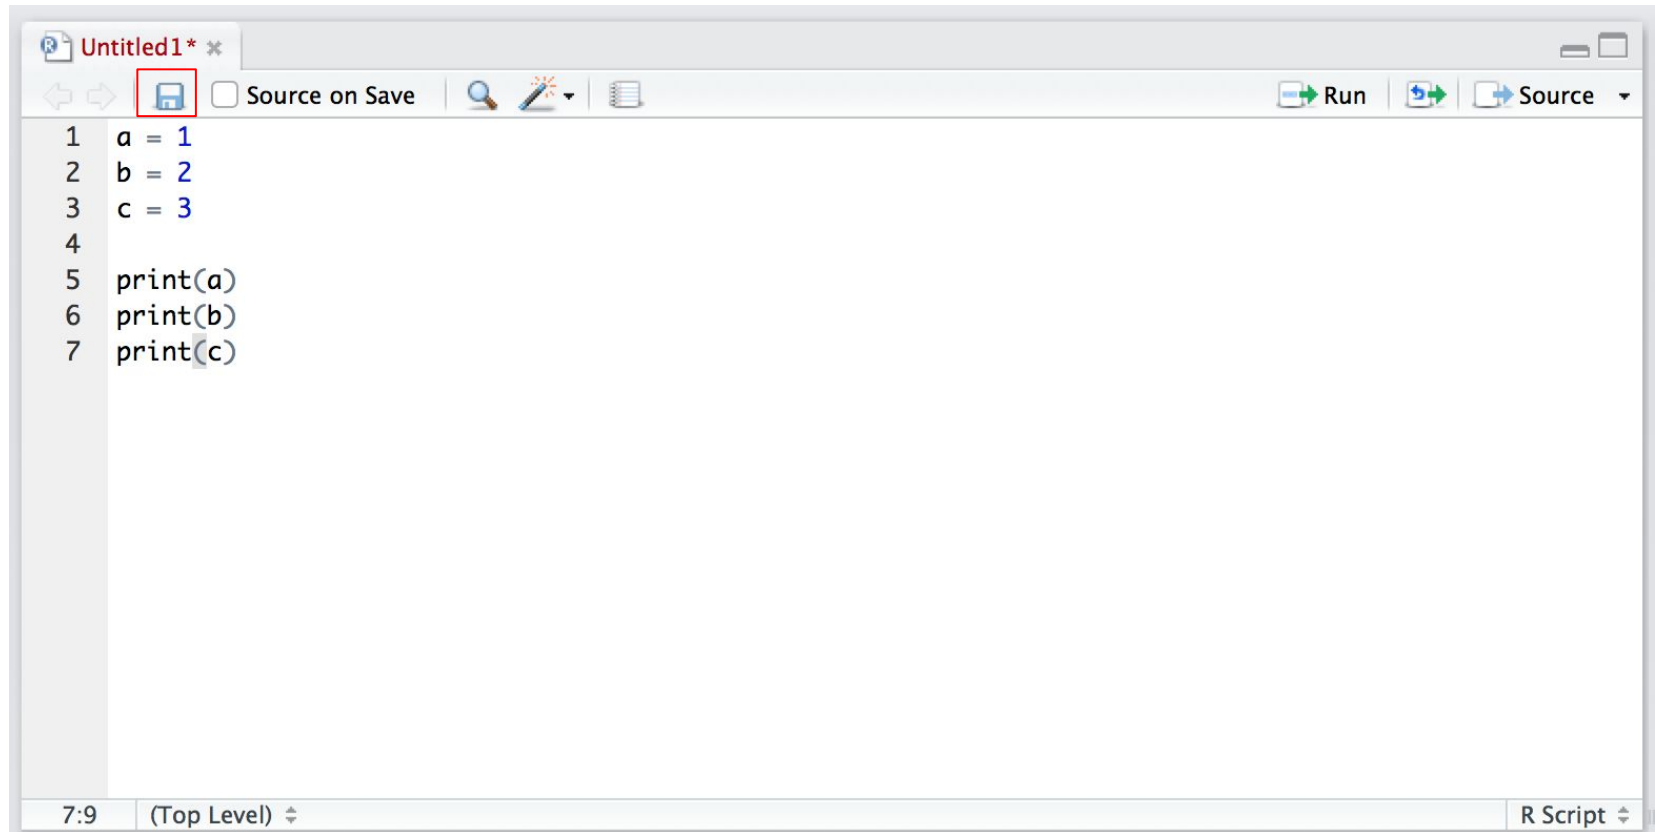 Untitled1*
Source on Save Run Source
1 a = 1
2 b = 2
3 c = 3
4
5 print(a)
6 print(b)
7 print(c)
7:9 (Top Level) R Script